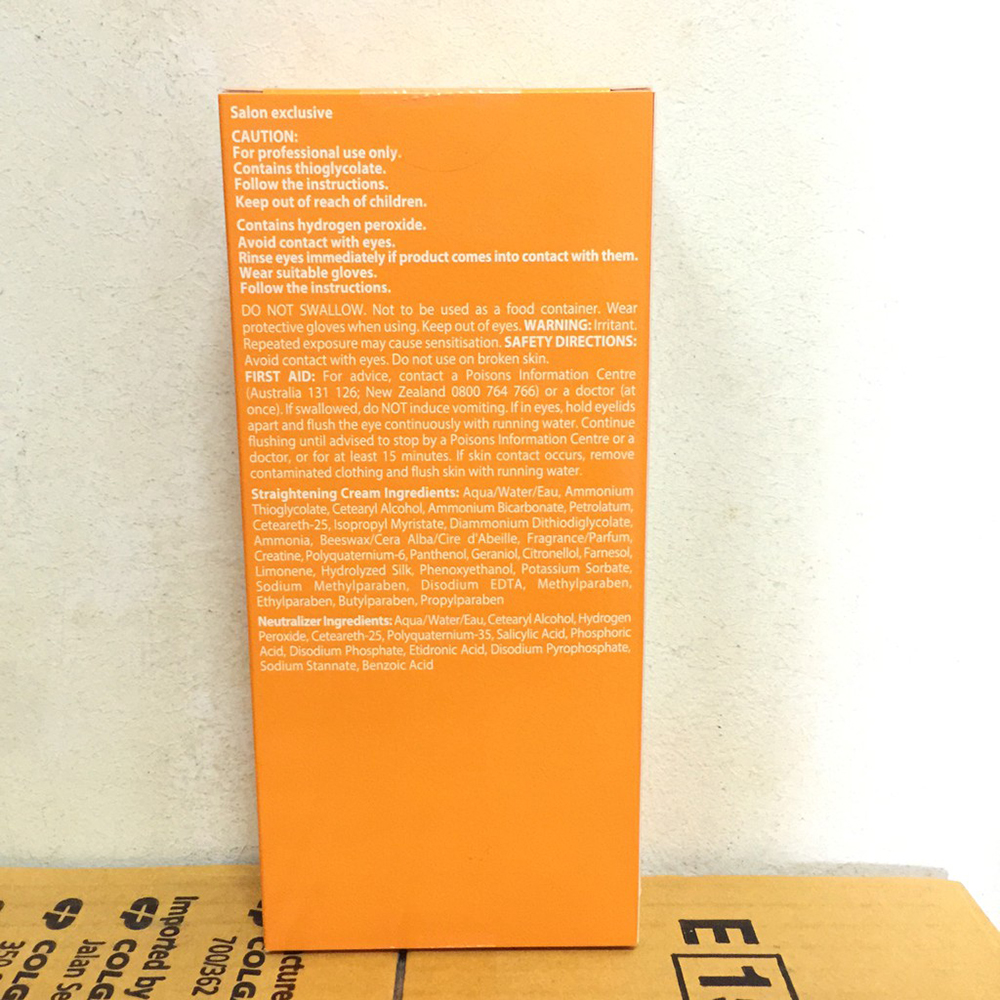 Salon exclusive
CAUTION:
For professional use only.
Contains thioglycolate.
Follow the instructions.
Keep out of reach of children.
Contains hydrogen peroxide.
Avoid contact with eyes.
Rinse eyes immediately if product comes into contact with them.
Wear suitable gloves.
Follow the instructions.
DO NOT SWALLOW. Not to be used as a food container. Wear
protective gloves when using. Keep out of eyes. WARNING: Irritant.
Repeated exposure may cause sensitisation. SAFETY DIRECTIONS:
Avoid contact with eyes. Do not use on broken skin.
FIRST AID: For advice, contact a Poisons Information Centre
(Australia 131 126; New Zealand 0800 764 766) or a doctor (at
once). If swallowed, do NOT induce vomiting. If in eyes, hold eyelids
apart and flush the eye continuously with running water. Continue
flushing until advised to stop by a Poisons Information Centre or a
doctor, or for at least 15 minutes. If skin contact occurs, remove
contaminated clothing and flush skin with running water.
Straightening Cream Ingredients: Aqua/Water/Eau, Ammonium
Thioglycolate, Cetearyl Alcohol, Ammonium Bicarbonate, Petrolatum,
Ceteareth-25, Isopropyl Myristate, Diammonium Dithiodiglycolate,
Ammonia, Beeswax/Cera Alba/Cire d'Abeille, Fragrance/Parfum,
Creatine, Polyquaternium-6, Panthenol, Geraniol, Citronellol, Farnesol,
Limonene, Hydrolyzed Silk, Phenoxyethanol, Potassium Sorbate,
Sodium Methylparaben, Disodium EDTA, Methylparaben,
Ethylparaben, Butylparaben, Propylparaben
Neutralizer Ingredients: Aqua/Water/Eau, Cetearyl Alcohol, Hydrogen
Peroxide, Ceteareth-25, Polyquaternium-35, Salicylic Acid, Phosphoric
Acid, Disodium Phosphate, Etidronic Acid, Disodium Pyrophosphate,
Sodium Stannate, Benzoic Acid
Imported by
Jalan
700/362
E